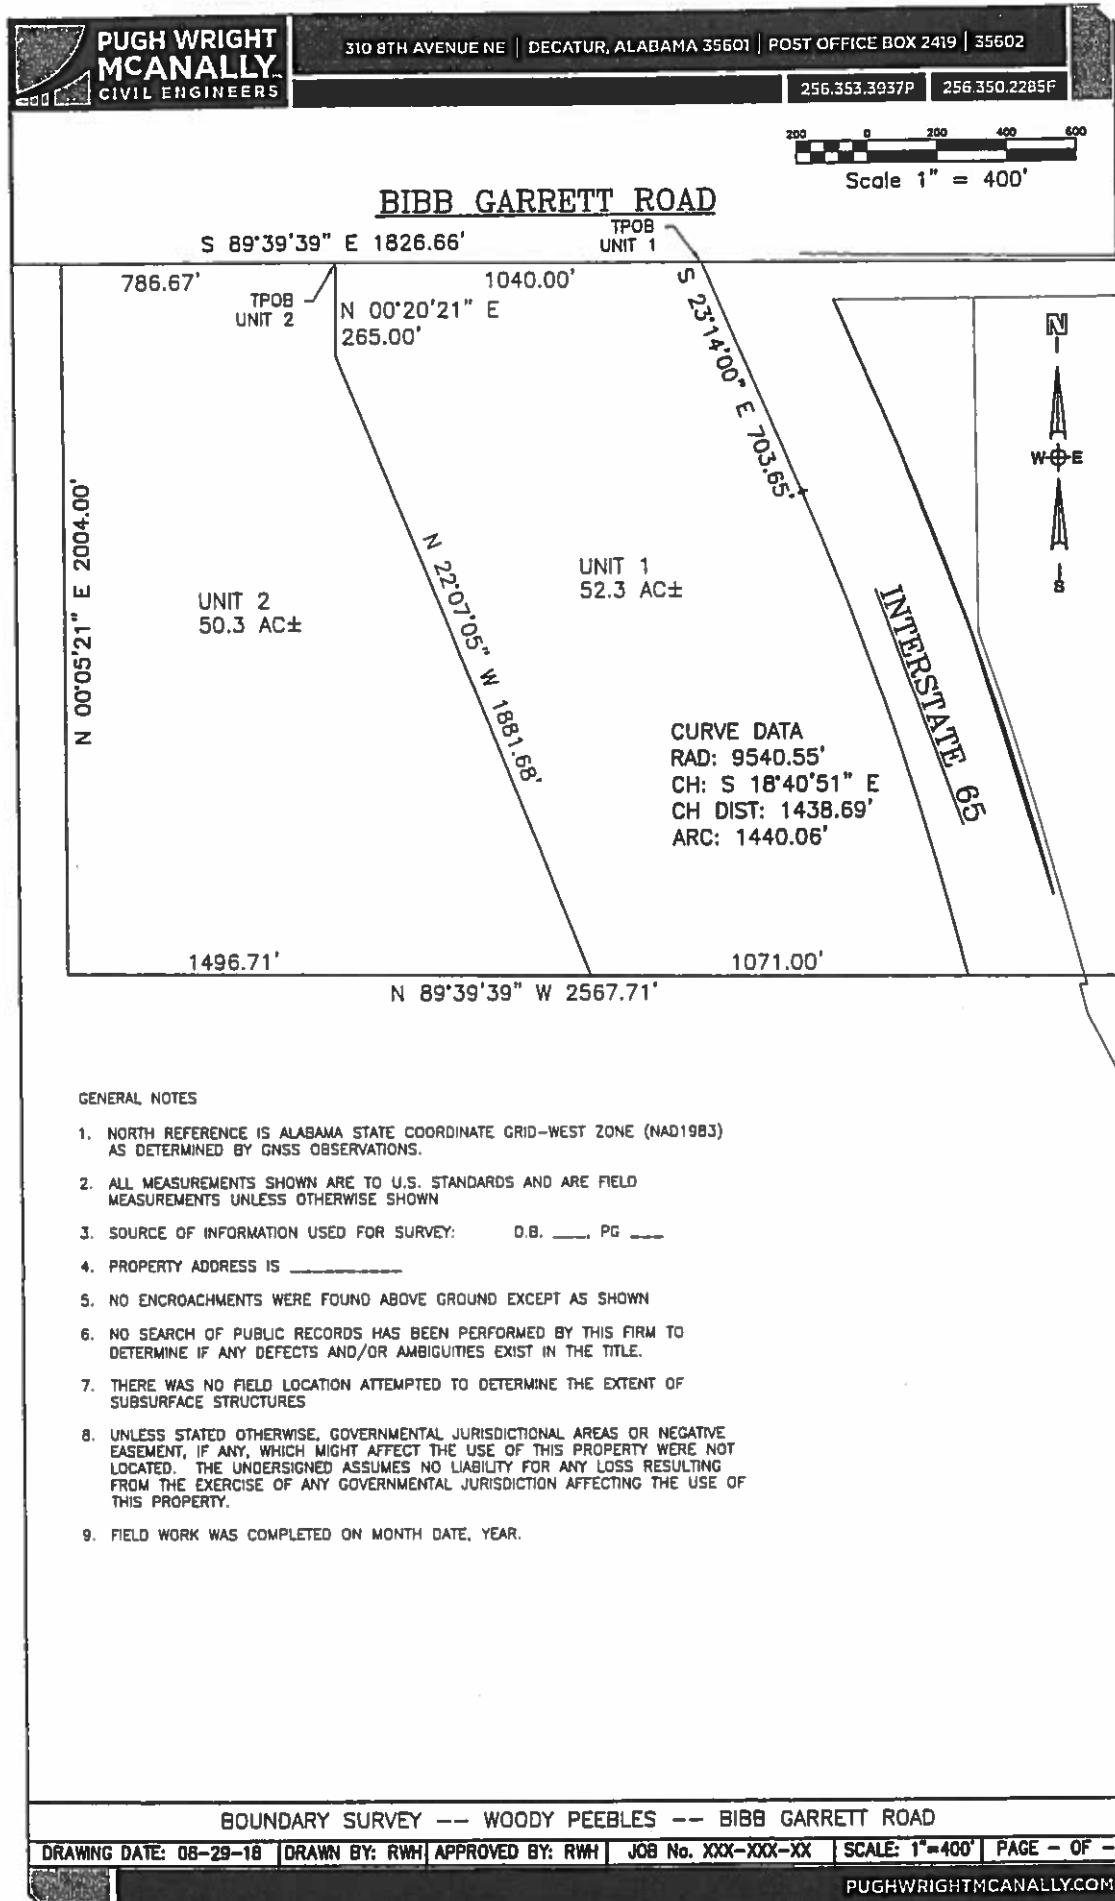 PUGH WRIGHT
MCANALLY
CIVIL ENGINEERS
310 8TH AVENUE NE | DECATUR, ALABAMA 35601 | POST OFFICE BOX 2419 | 35602
256.353.3937P
256.350.2285F
200 0 200 400 600
Scale 1" = 400'
BIBB GARRETT ROAD
S 89°39'39" E 1826.66'
TPOB
UNIT 1
786.67'
1040.00'
TPOB
UNIT 2
N 00°20'21" E
265.00'
S 23°14'00" E 703.65'
N
W E
S
N 00°05'21" E 2004.00'
UNIT 2
50.3 AC±
N 22°07'05" W 1881.68'
UNIT 1
52.3 AC±
INTERSTATE 65
CURVE DATA
RAD: 9540.55'
CH: S 18°40'51" E
CH DIST: 1438.69'
ARC: 1440.06'
1496.71'
1071.00'
N 89°39'39" W 2567.71'
GENERAL NOTES
1. NORTH REFERENCE IS ALABAMA STATE COORDINATE GRID-WEST ZONE (NAD1983)
AS DETERMINED BY GNSS OBSERVATIONS.
2. ALL MEASUREMENTS SHOWN ARE TO U.S. STANDARDS AND ARE FIELD
MEASUREMENTS UNLESS OTHERWISE SHOWN
3. SOURCE OF INFORMATION USED FOR SURVEY: D.B. ____, PG ____
4. PROPERTY ADDRESS IS ____________
5. NO ENCROACHMENTS WERE FOUND ABOVE GROUND EXCEPT AS SHOWN
6. NO SEARCH OF PUBLIC RECORDS HAS BEEN PERFORMED BY THIS FIRM TO
DETERMINE IF ANY DEFECTS AND/OR AMBIGUITIES EXIST IN THE TITLE.
7. THERE WAS NO FIELD LOCATION ATTEMPTED TO DETERMINE THE EXTENT OF
SUBSURFACE STRUCTURES
8. UNLESS STATED OTHERWISE, GOVERNMENTAL JURISDICTIONAL AREAS OR NEGATIVE
EASEMENT, IF ANY, WHICH MIGHT AFFECT THE USE OF THIS PROPERTY WERE NOT
LOCATED. THE UNDERSIGNED ASSUMES NO LIABILITY FOR ANY LOSS RESULTING
FROM THE EXERCISE OF ANY GOVERNMENTAL JURISDICTION AFFECTING THE USE OF
THIS PROPERTY.
9. FIELD WORK WAS COMPLETED ON MONTH DATE, YEAR.
BOUNDARY SURVEY -- WOODY PEEBLES -- BIBB GARRETT ROAD
DRAWING DATE: 08-29-18 DRAWN BY: RWH APPROVED BY: RWH JOB No. XXX-XXX-XX SCALE: 1"=400' PAGE - OF -
PUGHWRIGHTMCANALLY.COM